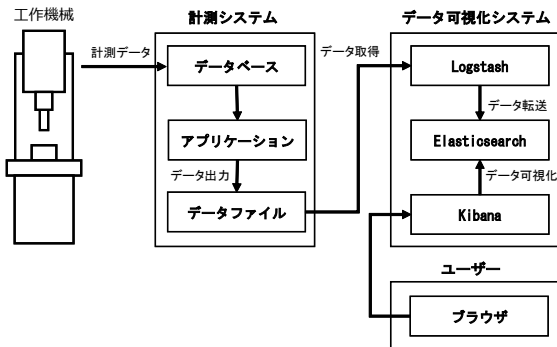 工作機械
計測システム
データ可視化システム
計測データ
データベース
データ取得
Logstash
データ転送
アプリケーション
Elasticsearch
データ出力
データ可視化
データファイル
Kibana
ユーザー
ブラウザ